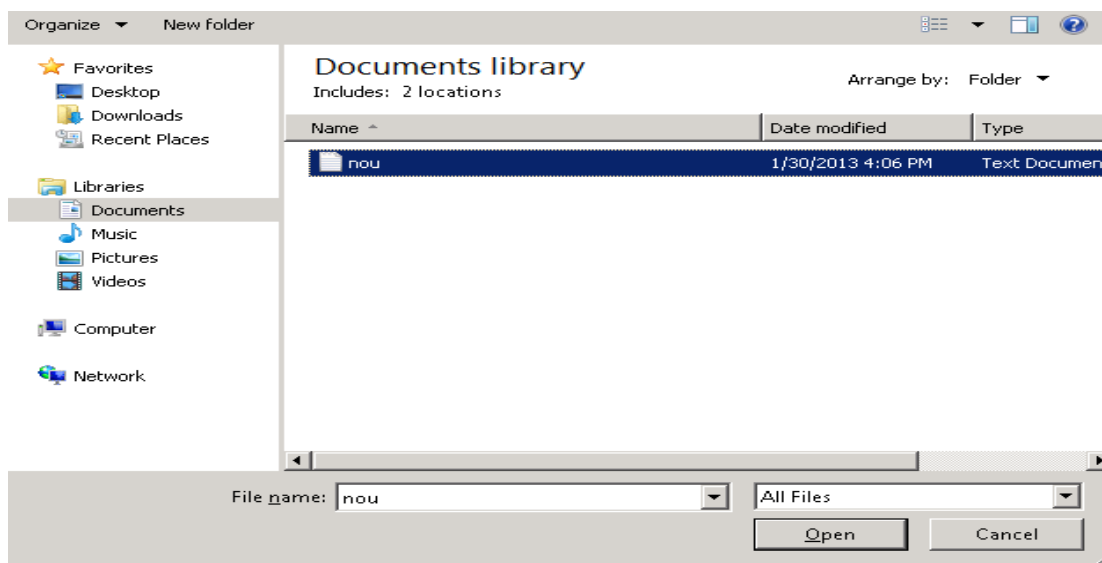 Organize New folder
Favorites
Desktop
Downloads
Recent Places
Libraries
Documents
Music
Pictures
Videos
Computer
Network
Documents library
Includes: 2 locations
Arrange by: Folder
Name Date modified Type
nou 1/30/2013 4:06 PM Text Documen
File name: nou All Files
Open Cancel